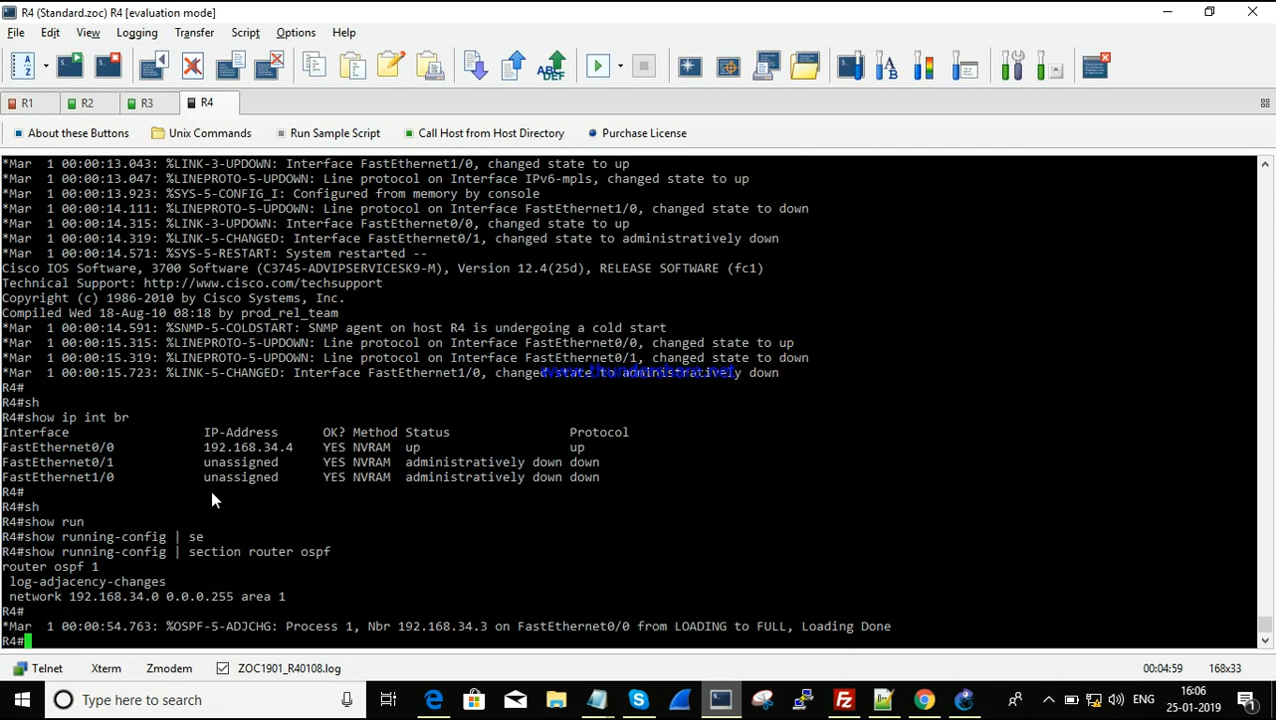 R4 (Standard.zoc) R4 [evaluation mode]
File Edit View Logging Transfer Script Options Help
R1 R2 R3 R4
About these Buttons Unix Commands Run Sample Script Call Host from Host Directory Purchase License
*Mar  1 00:00:13.043: %LINK-3-UPDOWN: Interface FastEthernet1/0, changed state to up
*Mar  1 00:00:13.047: %LINEPROTO-5-UPDOWN: Line protocol on Interface IPv6-mpls, changed state to up
*Mar  1 00:00:13.923: %SYS-5-CONFIG_I: Configured from memory by console
*Mar  1 00:00:14.111: %LINEPROTO-5-UPDOWN: Line protocol on Interface FastEthernet1/0, changed state to down
*Mar  1 00:00:14.315: %LINK-3-UPDOWN: Interface FastEthernet0/0, changed state to up
*Mar  1 00:00:14.319: %LINK-5-CHANGED: Interface FastEthernet0/1, changed state to administratively down
*Mar  1 00:00:14.571: %SYS-5-RESTART: System restarted --
Cisco IOS Software, 3700 Software (C3745-ADVIPSERVICESK9-M), Version 12.4(25d), RELEASE SOFTWARE (fc1)
Technical Support: http://www.cisco.com/techsupport
Copyright (c) 1986-2010 by Cisco Systems, Inc.
Compiled Wed 18-Aug-10 08:18 by prod_rel_team
*Mar  1 00:00:14.591: %SNMP-5-COLDSTART: SNMP agent on host R4 is undergoing a cold start
*Mar  1 00:00:15.315: %LINEPROTO-5-UPDOWN: Line protocol on Interface FastEthernet0/0, changed state to up
*Mar  1 00:00:15.319: %LINEPROTO-5-UPDOWN: Line protocol on Interface FastEthernet0/1, changed state to down
*Mar  1 00:00:15.723: %LINK-5-CHANGED: Interface FastEthernet1/0, changed state to administratively down
www.thundershare.net
R4#
R4#sh
R4#show ip int br
Interface IP-Address OK? Method Status Protocol
FastEthernet0/0 192.168.34.4 YES NVRAM up up
FastEthernet0/1 unassigned YES NVRAM administratively down down
FastEthernet1/0 unassigned YES NVRAM administratively down down
R4#
R4#sh
R4#show run
R4#show running-config | se
R4#show running-config | section router ospf
router ospf 1
log-adjacency-changes
network 192.168.34.0 0.0.0.255 area 1
R4#
*Mar  1 00:00:54.763: %OSPF-5-ADJCHG: Process 1, Nbr 192.168.34.3 on FastEthernet0/0 from LOADING to FULL, Loading Done
R4#
Telnet Xterm Zmodem ZOC1901_R40108.log 00:04:59 168x33
Type here to search ENG 16:06
25-01-2019